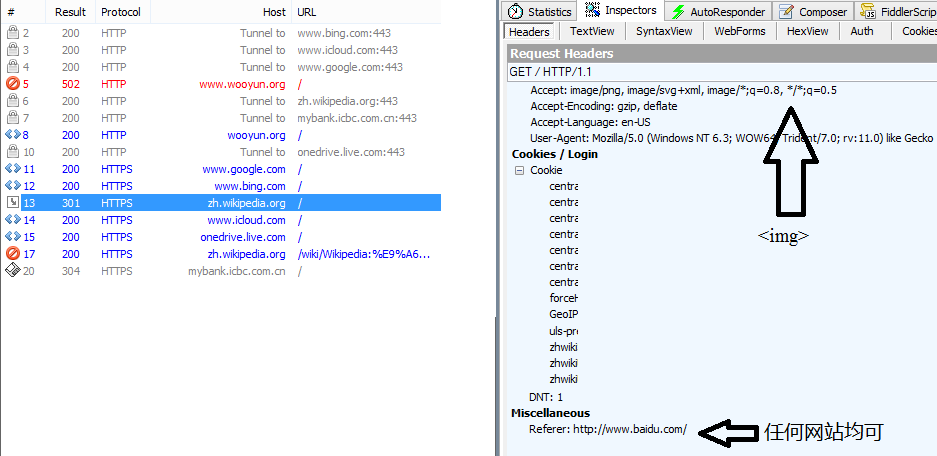 # Result Protocol Host URL
2 200 HTTP Tunnel to www.bing.com:443
3 200 HTTP Tunnel to www.icloud.com:443
4 200 HTTP Tunnel to www.google.com:443
5 502 HTTP www.wooyun.org /
6 200 HTTP Tunnel to zh.wikipedia.org:443
7 200 HTTP Tunnel to mybank.icbc.com.cn:443
8 200 HTTP wooyun.org /
10 200 HTTP Tunnel to onedrive.live.com:443
11 200 HTTPS www.google.com /
12 200 HTTPS www.bing.com /
13 301 HTTPS zh.wikipedia.org /
14 200 HTTPS www.icloud.com /
15 200 HTTPS onedrive.live.com /
17 200 HTTPS zh.wikipedia.org /wiki/Wikipedia:%E9%A6...
20 304 HTTPS mybank.icbc.com.cn /
Statistics Inspectors AutoResponder Composer FiddlerScript
Headers TextView SyntaxView WebForms HexView Auth Cookies
Request Headers
GET / HTTP/1.1
Accept: image/png, image/svg+xml, image/*;q=0.8, */*;q=0.5
Accept-Encoding: gzip, deflate
Accept-Language: en-US
User-Agent: Mozilla/5.0 (Windows NT 6.3; WOW64; Trident/7.0; rv:11.0) like Gecko
Cookies / Login
Cookie
centra
centra
centra
centra
centra
centra
centra
forceH
GeoIP
uls-pre
zhwiki
zhwiki
zhwiki
DNT: 1
Miscellaneous
Referer: http://www.baidu.com/
<img>
任何网站均可